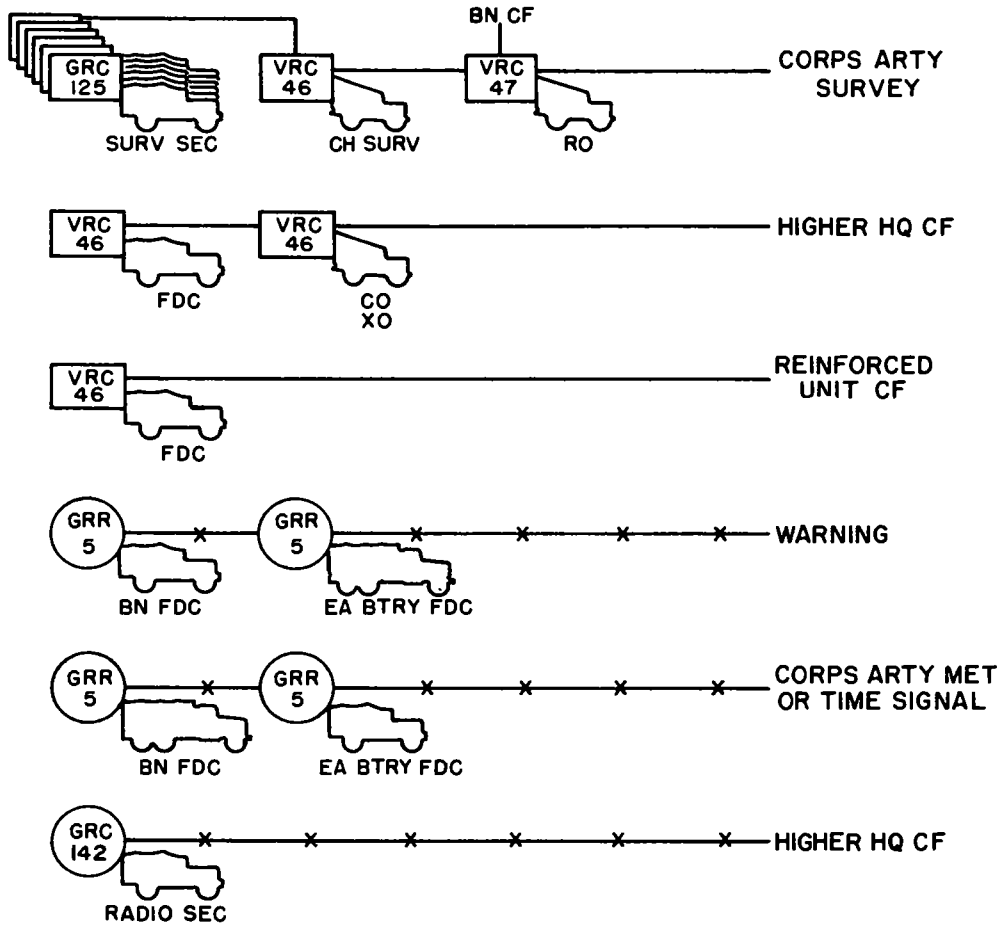 BN CF
GRC
125
VRC
46
VRC
47
CORPS ARTY
SURVEY
SURV SEC
CH SURV
RO
VRC
46
VRC
46
HIGHER HQ CF
FDC
CO
XO
VRC
46
REINFORCED
UNIT CF
FDC
GRR
5
GRR
5
WARNING
BN FDC
EA BTRY FDC
GRR
5
GRR
5
CORPS ARTY MET
OR TIME SIGNAL
BN FDC
EA BTRY FDC
GRC
142
HIGHER HQ CF
RADIO SEC